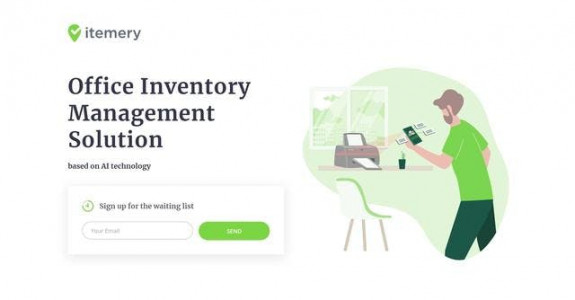 itemery
Office Inventory
Management
Solution
based on AI technology
Sign up for the waiting list
Your Email
SEND